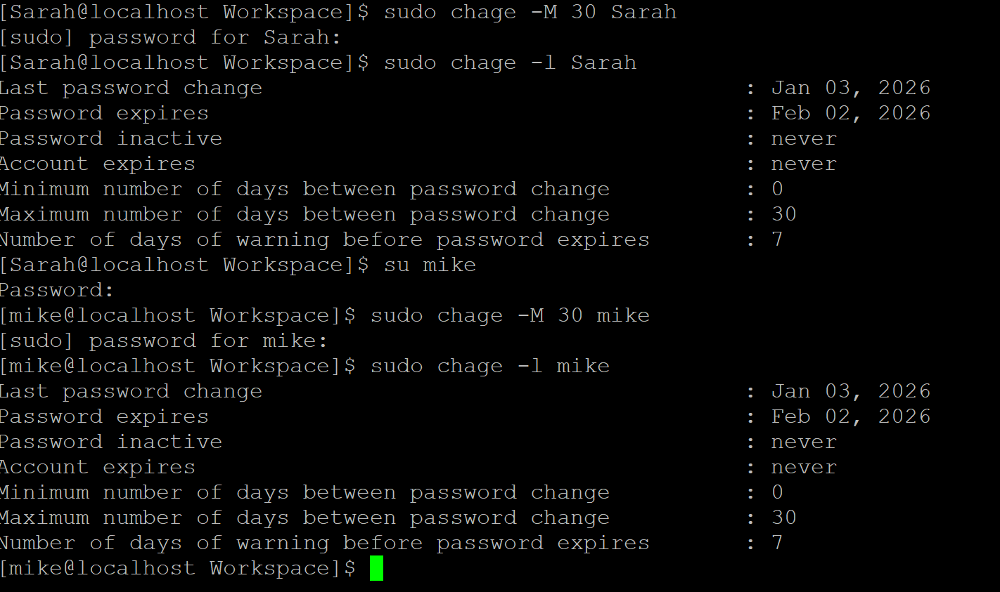 [Sarah@localhost Workspace]$ sudo chage -M 30 Sarah
[sudo] password for Sarah:
[Sarah@localhost Workspace]$ sudo chage -l Sarah
Last password change : Jan 03, 2026
Password expires : Feb 02, 2026
Password inactive : never
Account expires : never
Minimum number of days between password change : 0
Maximum number of days between password change : 30
Number of days of warning before password expires : 7
[Sarah@localhost Workspace]$ su mike
Password:
[mike@localhost Workspace]$ sudo chage -M 30 mike
[sudo] password for mike:
[mike@localhost Workspace]$ sudo chage -l mike
Last password change : Jan 03, 2026
Password expires : Feb 02, 2026
Password inactive : never
Account expires : never
Minimum number of days between password change : 0
Maximum number of days between password change : 30
Number of days of warning before password expires : 7
[mike@localhost Workspace]$